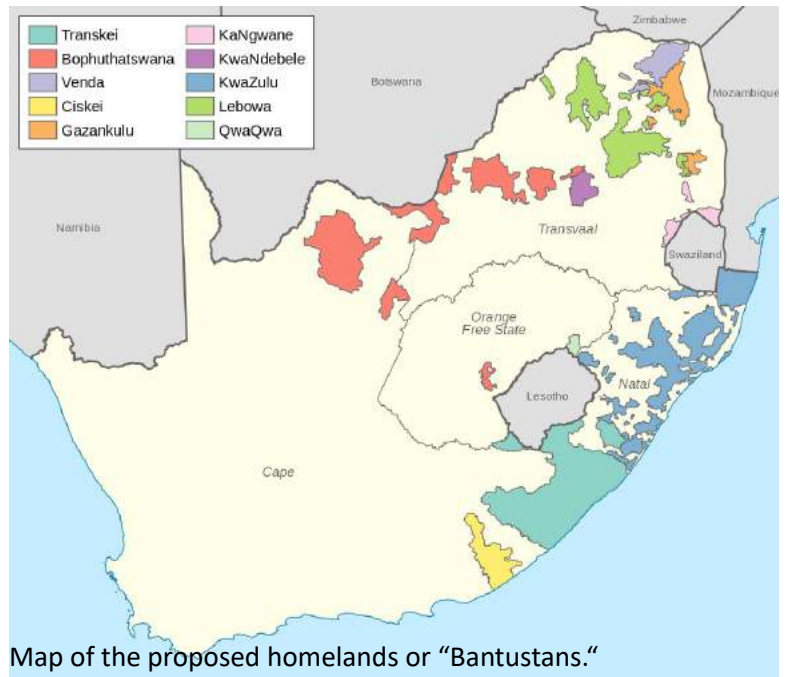 Transkei
Bophuthatswana
Venda
Ciskei
Gazankulu
KaNgwane
KwaNdebele
KwaZulu
Lebowa
QwaQwa
Zimbabwe
Botswana
Mozambique
Namibia
Transvaal
Swaziland
Orange
Free State
Natal
Lesotho
Cape
Map of the proposed homelands or “Bantustans.“